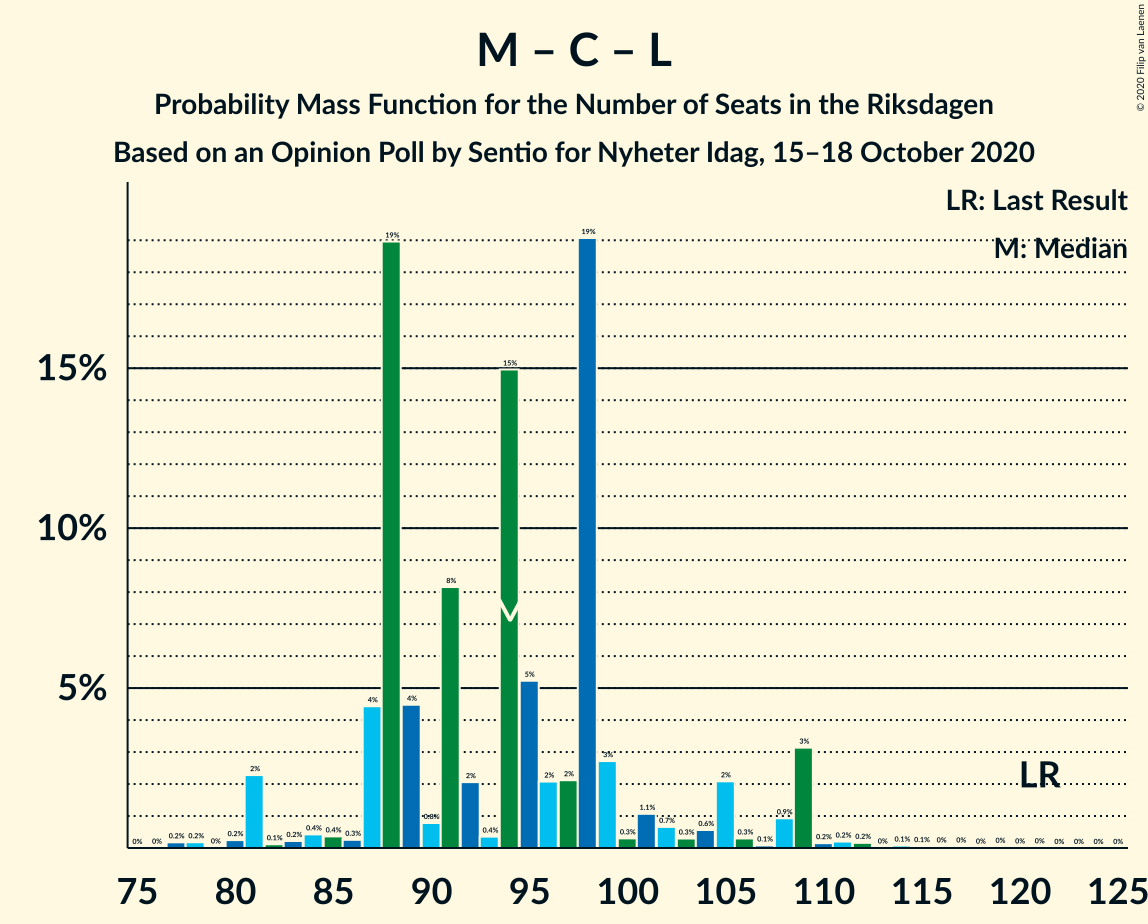 M – C – L
Probability Mass Function for the Number of Seats in the Riksdagen
Based on an Opinion Poll by Sentio for Nyheter Idag, 15–18 October 2020
© 2020 Filip van Laenen
LR: Last Result
M: Median
15%
10%
5%
0% 0% 0.2% 0.2% 0% 0.2% 2% 0.1% 0.2% 0.4% 0.4% 0.3% 4% 19% 4% 0.8% 8% 2% 0.4% 15% 5% 2% 2% 19% 3% 0.3% 1.1% 0.7% 0.3% 0.6% 2% 0.3% 0.1% 0.9% 3% 0.2% 0.2% 0.2% 0% 0.1% 0.1% 0% 0% 0% 0% 0% 0% 0% 0% 0% 0%
LR
75 80 85 90 95 100 105 110 115 120 125